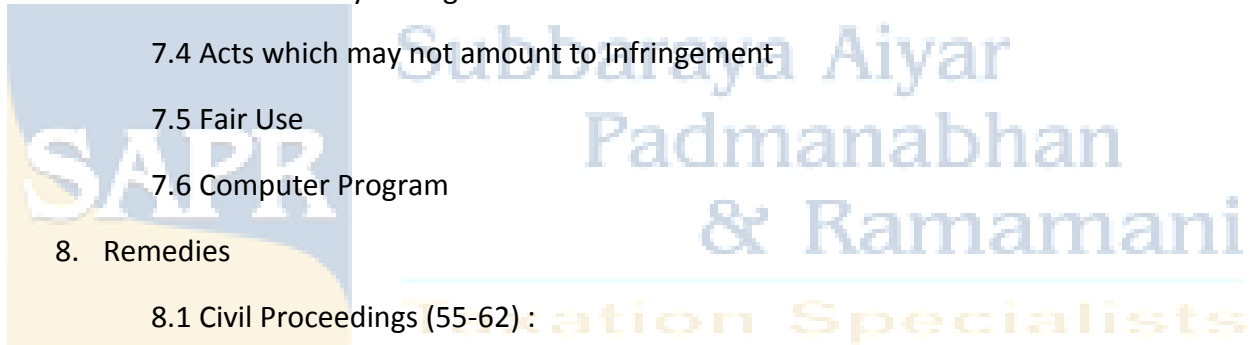 7.4 Acts which may not amount to Infringement
Subbaraya Aiyar
7.5 Fair Use
Padmanabhan
SAPR
7.6 Computer Program
& Ramamani
8. Remedies
8.1 Civil Proceedings (55-62) :
Specialists